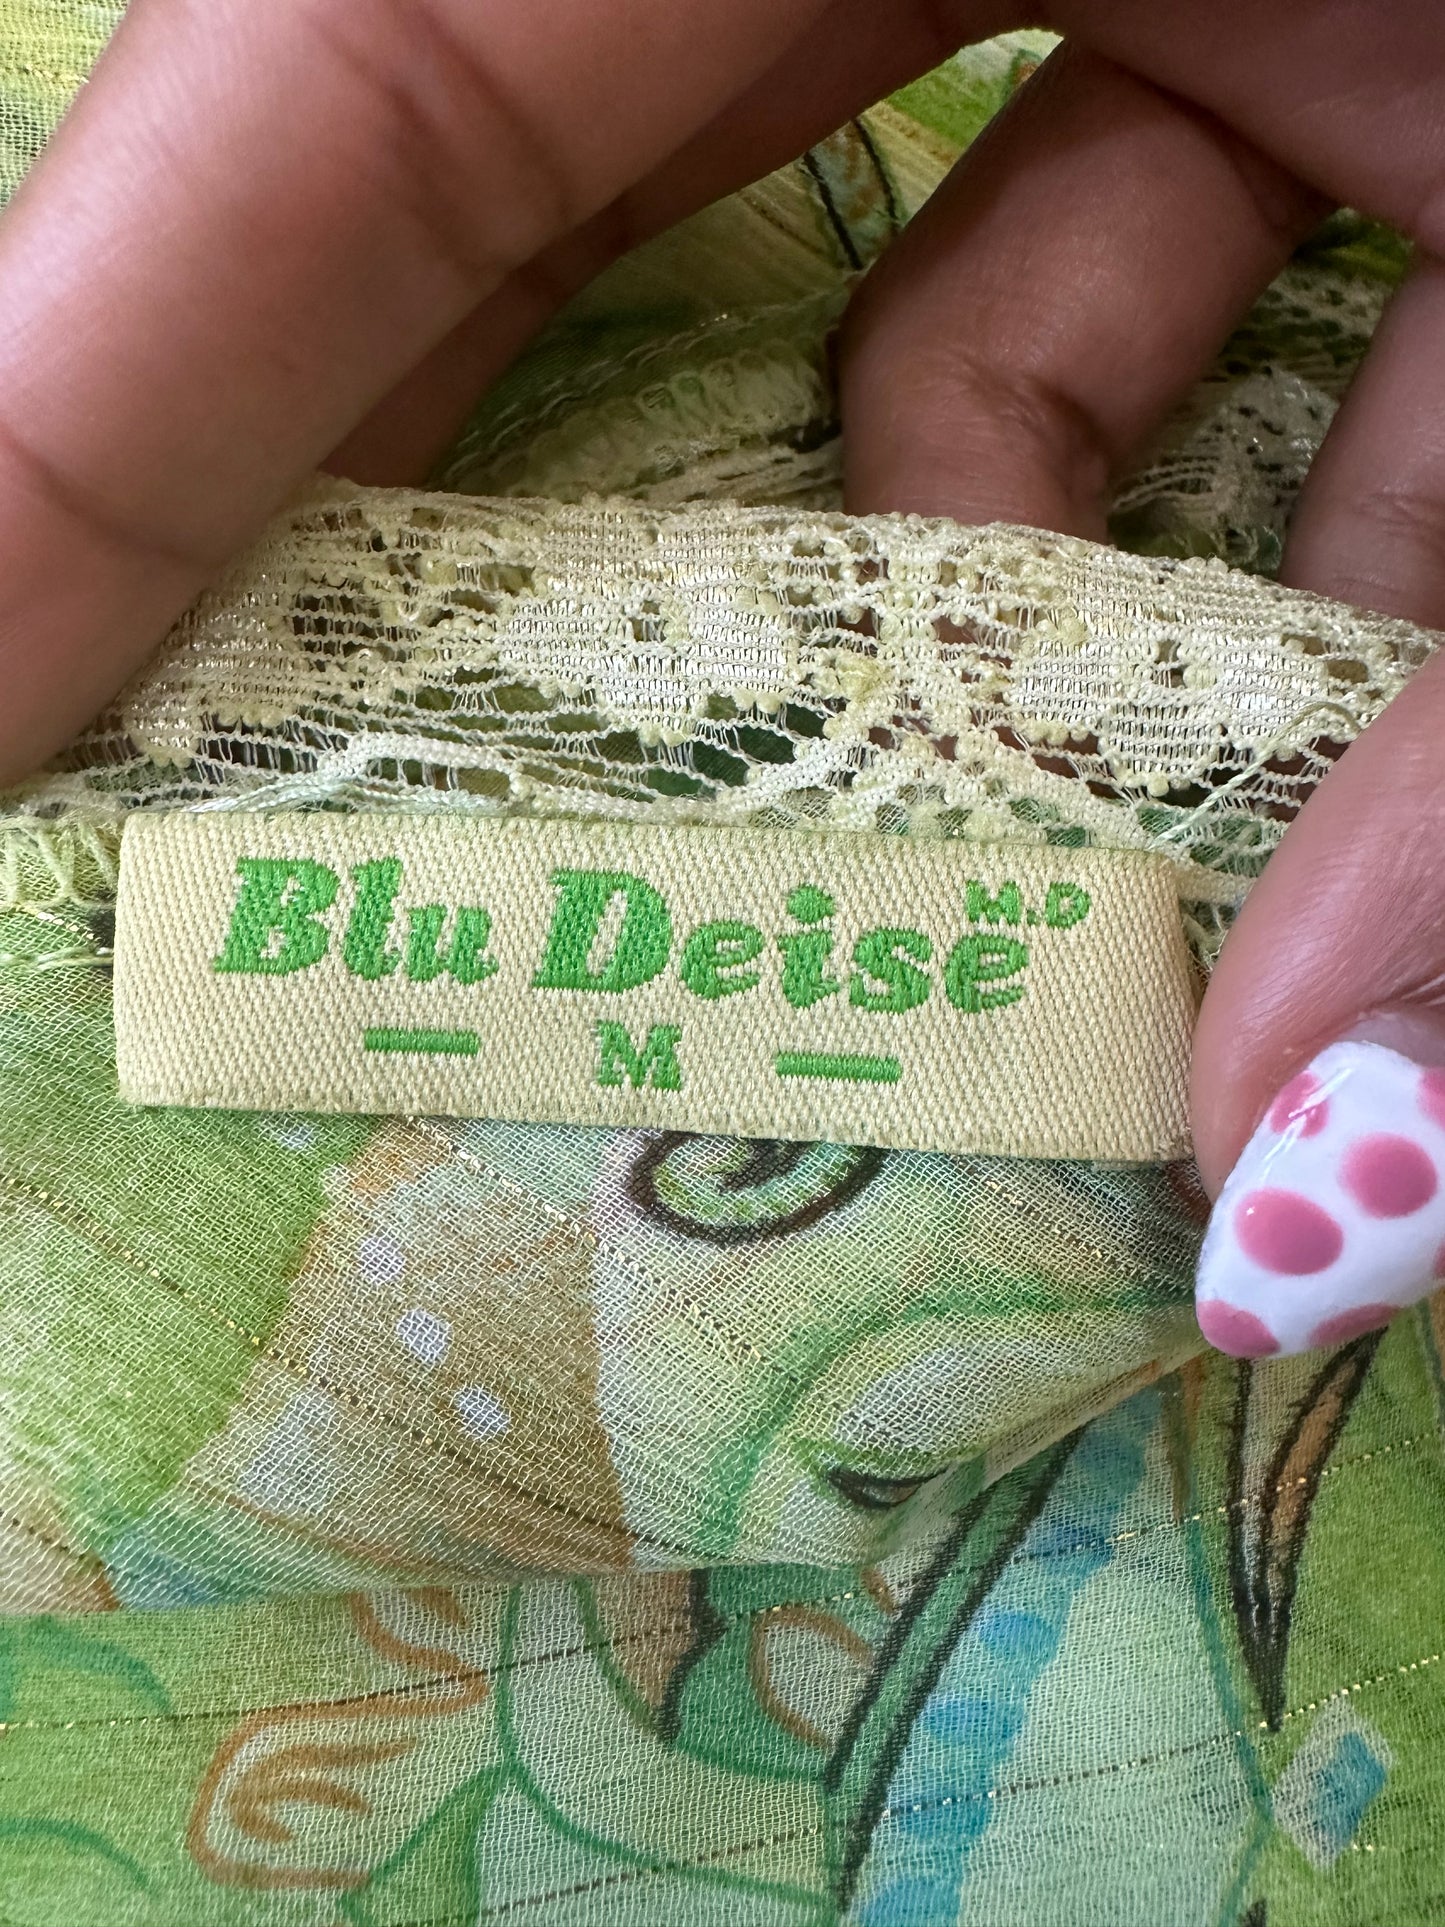 Blu Deise M.D
— M —